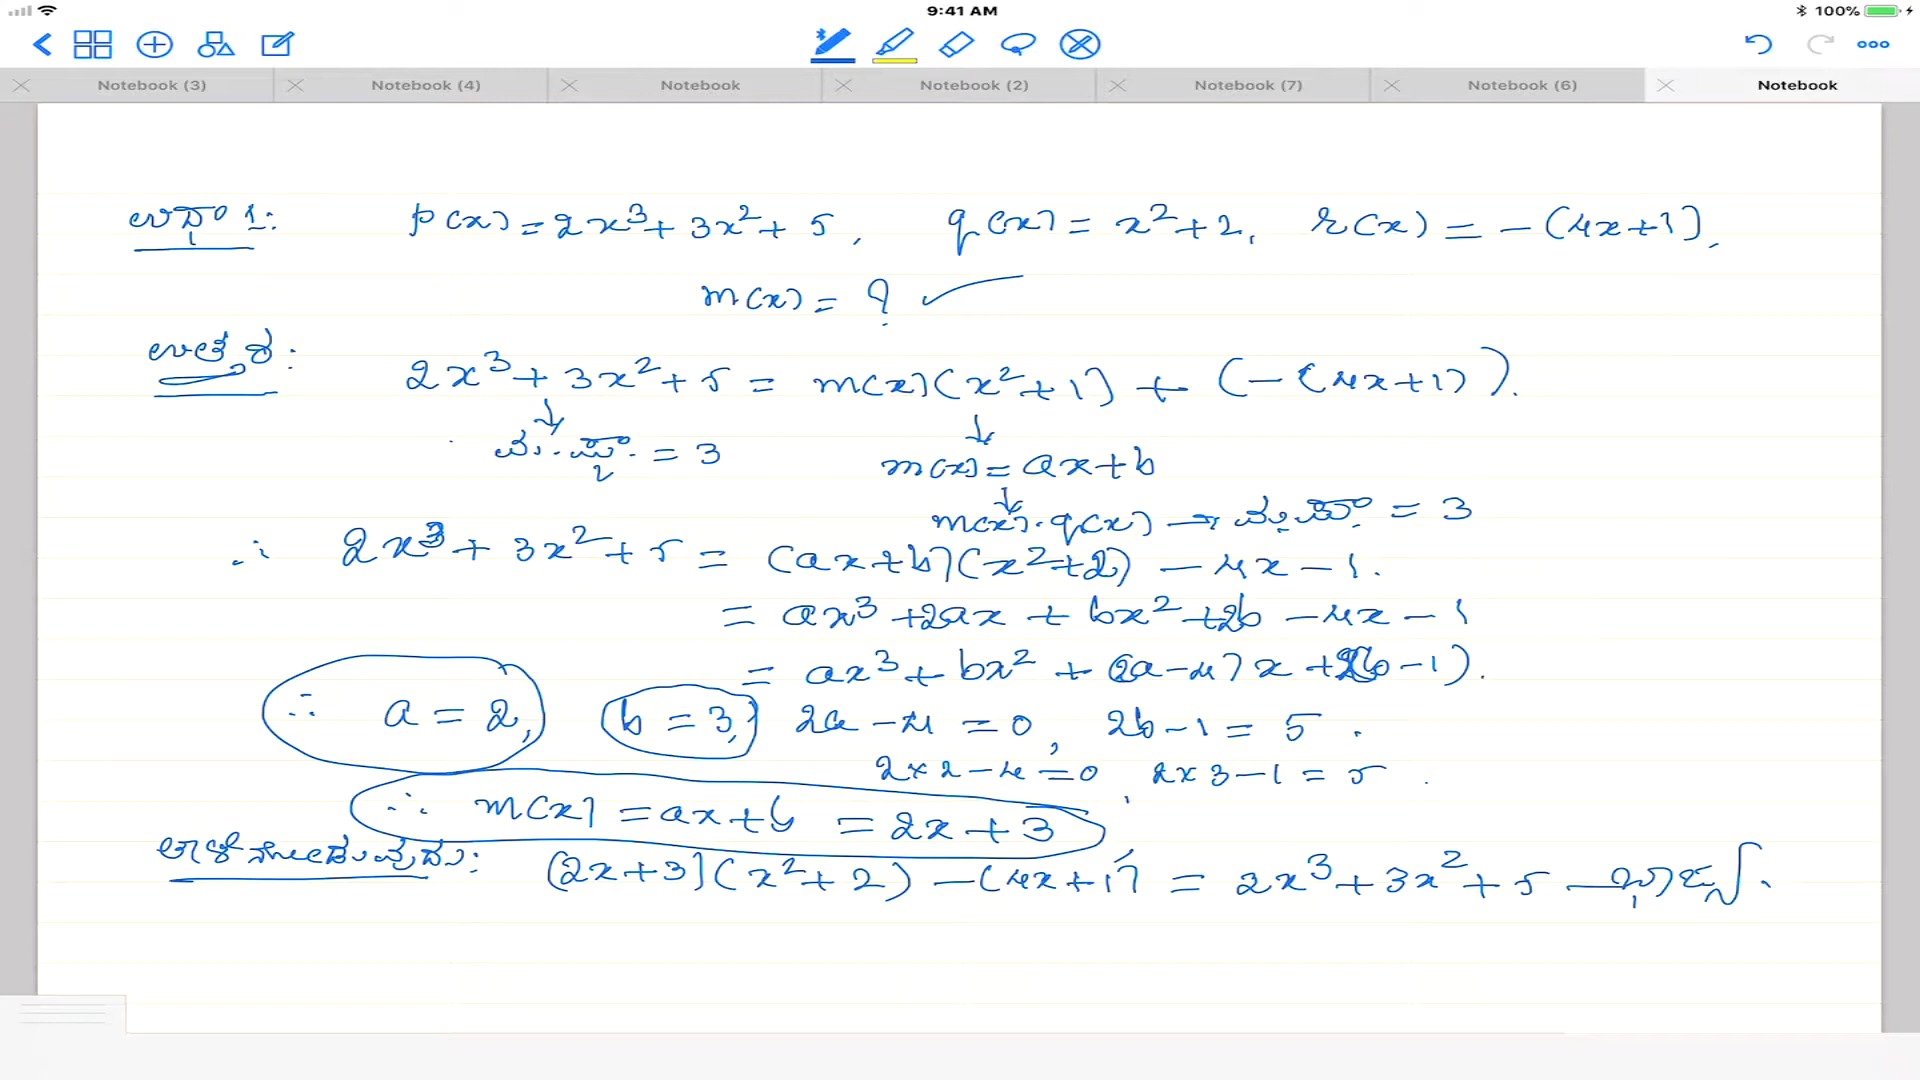 9:41 AM
100%
Notebook (3) Notebook (4) Notebook Notebook (2) Notebook (7) Notebook (6) Notebook
ಉದಾ 1: p(x) = 2x³ + 3x² + 5, q(x) = x² + 2, r(x) = -(4x+1),
m(x) = ? ✓
ಉತ್ತರ: 2x³ + 3x² + 5 = m(x)(x²+1) + (-(4x+1)).
↓ ↓
= 3 m(x) = ax+b
↓
m(x)·q(x) → = 3
∴ 2x³ + 3x² + 5 = (ax+b)(x²+2) - 4x - 1.
= ax³ + 2ax + bx² + 2b - 4x - 1
= ax³ + bx² + (2a-4)x + 2b-1).
∴ a = 2, b = 3, 2a - 4 = 0, 2b-1 = 5.
2×2-4=0, 2×3-1=5.
∴ m(x) = ax+b = 2x+3
ತಾಳೆ ನೋಡುವುದು: (2x+3)(x²+2) -(4x+1) = 2x³+3x²+5 —